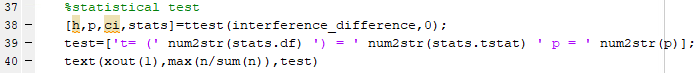 37 %statistical test
38 - [h,p,ci,stats]=ttest(interference_difference,0);
39 - test=['t= (' num2str(stats.df) ') = ' num2str(stats.tstat) ' p = ' num2str(p)];
40 - text(xout(1),max(n/sum(n)),test)